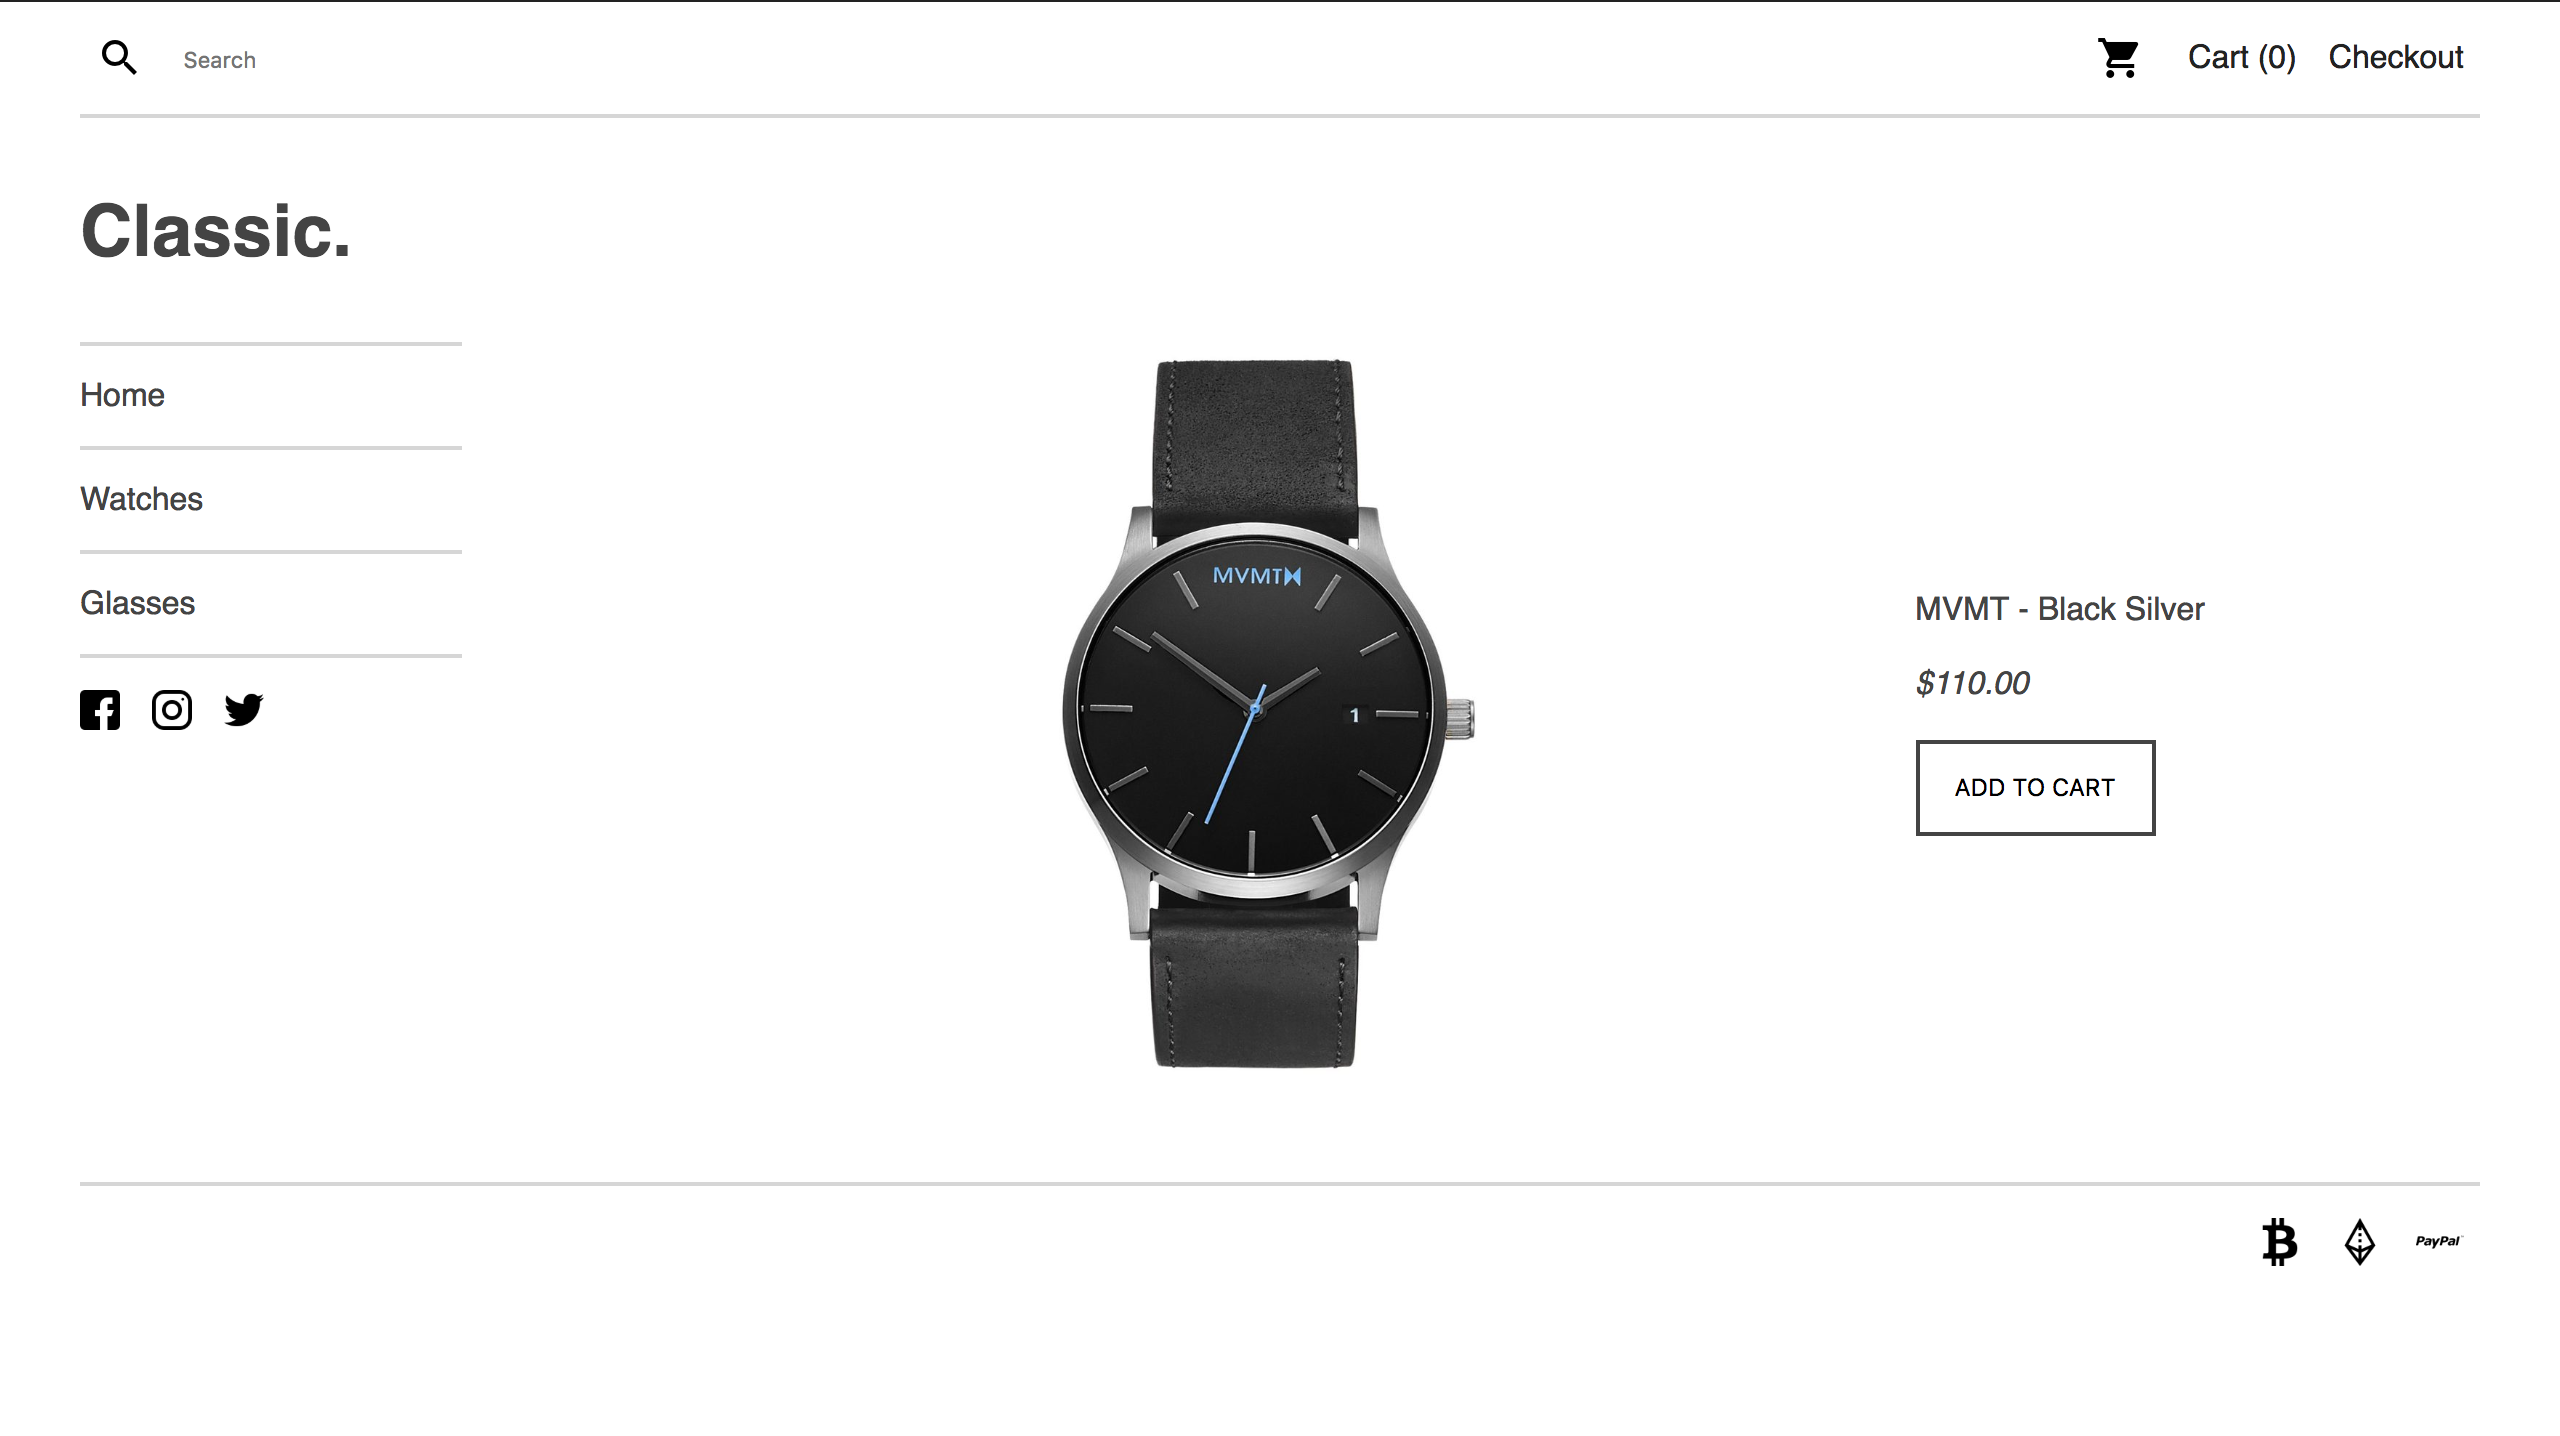 Search
Cart (0)
Checkout
Classic.
Home
Watches
Glasses
MVMT
1
MVMT - Black Silver
$110.00
ADD TO CART
PayPal